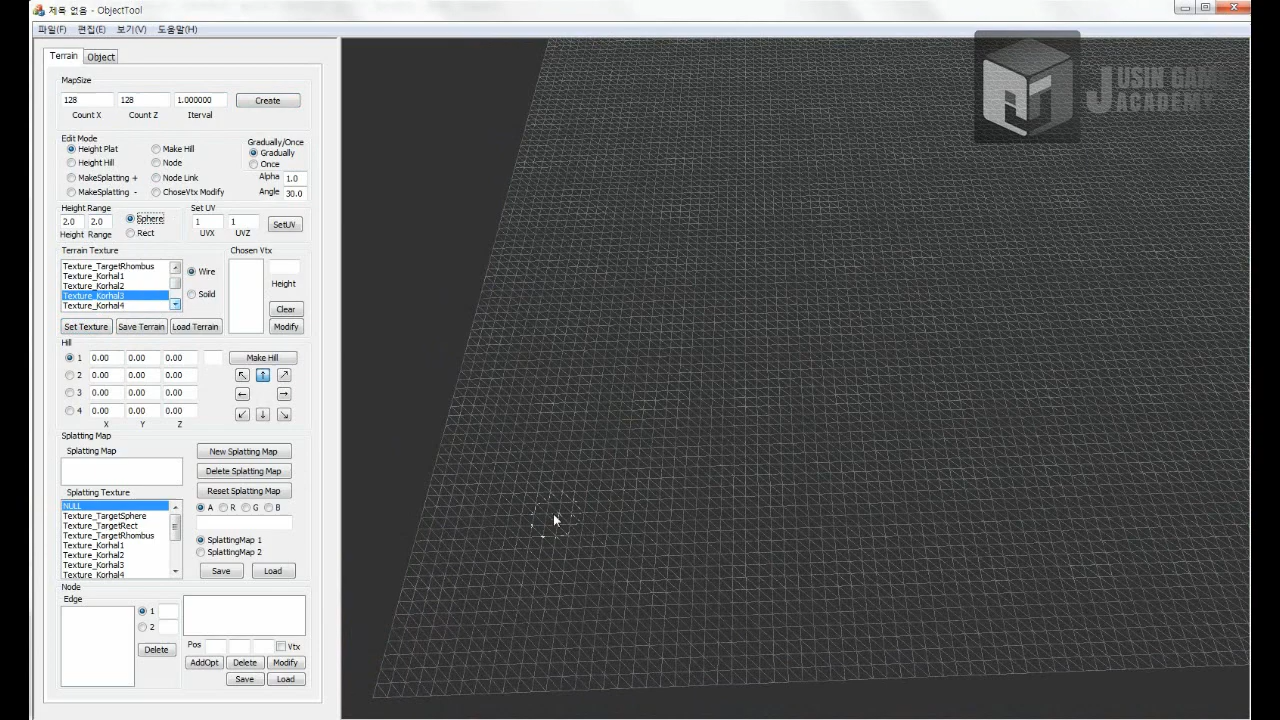 제목 없음 - ObjectTool
파일(F) 편집(E) 보기(V) 도움말(H)
Terrain Object
MapSize
128 128 1.000000 Create
Count X Count Z Iterval
Edit Mode
Height Plat Make Hill Gradually/Once
Gradually
Height Hill Node Once
MakeSplatting + Node Link Alpha 1.0
MakeSplatting - ChoseVtx Modify Angle 30.0
Height Range Set UV
2.0 2.0 Sphere 1 1 SetUV
Height Range Rect UVX UVZ
Terrain Texture Chosen Vtx
Texture_TargetRhombus
Texture_Korhal1 Wire
Texture_Korhal2 Height
Texture_Korhal3 Soild
Texture_Korhal4 Clear
Set Texture Save Terrain Load Terrain Modify
Hill
1 0.00 0.00 0.00 Make Hill
2 0.00 0.00 0.00 ↖ ↑ ↗
3 0.00 0.00 0.00 ← →
4 0.00 0.00 0.00 ↙ ↓ ↘
X Y Z
Splatting Map
Splatting Map New Splatting Map
Delete Splatting Map
Splatting Texture Reset Splatting Map
NULL A R G B
Texture_TargetSphere
Texture_TargetRect
Texture_TargetRhombus
Texture_Korhal1 SplattingMap 1
Texture_Korhal2 SplattingMap 2
Texture_Korhal3
Texture_Korhal4 Save Load
Node
Edge
1
2
Delete
Pos Vtx
AddOpt Delete Modify
Save Load
JUSIN GAME
ACADEMY